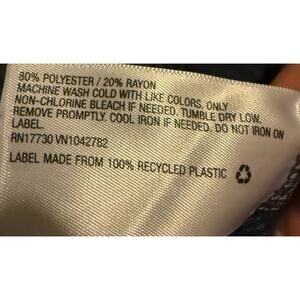 80% POLYESTER / 20% RAYON
MACHINE WASH COLD WITH LIKE COLORS. ONLY
NON-CHLORINE BLEACH IF NEEDED. TUMBLE DRY LOW.
REMOVE PROMPTLY. COOL IRON IF NEEDED. DO NOT IRON ON
LABEL.
RN17730 VN1042782
LABEL MADE FROM 100% RECYCLED PLASTIC